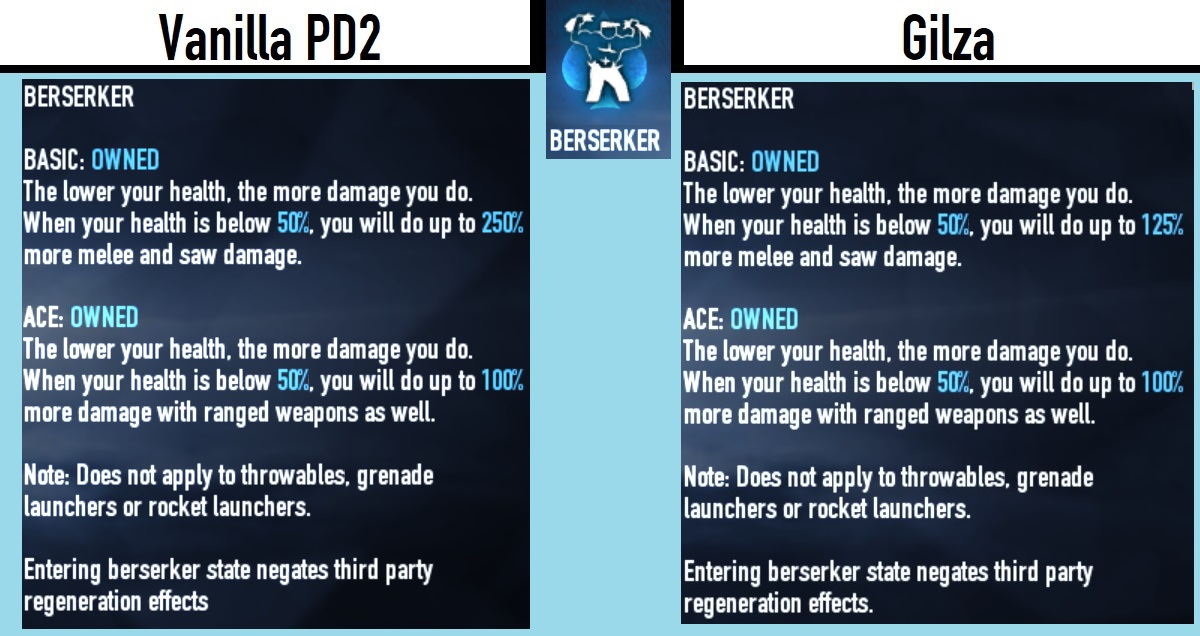 Vanilla PD2
BERSERKER
BASIC: OWNED
The lower your health, the more damage you do.
When your health is below 50%, you will do up to 250%
more melee and saw damage.
ACE: OWNED
The lower your health, the more damage you do.
When your health is below 50%, you will do up to 100%
more damage with ranged weapons as well.
Note: Does not apply to throwables, grenade
launchers or rocket launchers.
Entering berserker state negates third party
regeneration effects
BERSERKER
Gilza
BERSERKER
BASIC: OWNED
The lower your health, the more damage you do.
When your health is below 50%, you will do up to 125%
more melee and saw damage.
ACE: OWNED
The lower your health, the more damage you do.
When your health is below 50%, you will do up to 100%
more damage with ranged weapons as well.
Note: Does not apply to throwables, grenade
launchers or rocket launchers.
Entering berserker state negates third party
regeneration effects.